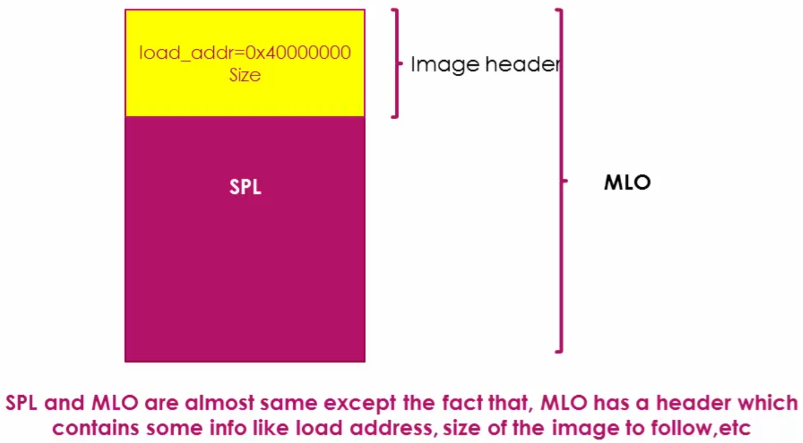 load_addr=0x40000000
Size
Image header
SPL
MLO
SPL and MLO are almost same except the fact that, MLO has a header which
contains some info like load address, size of the image to follow,etc